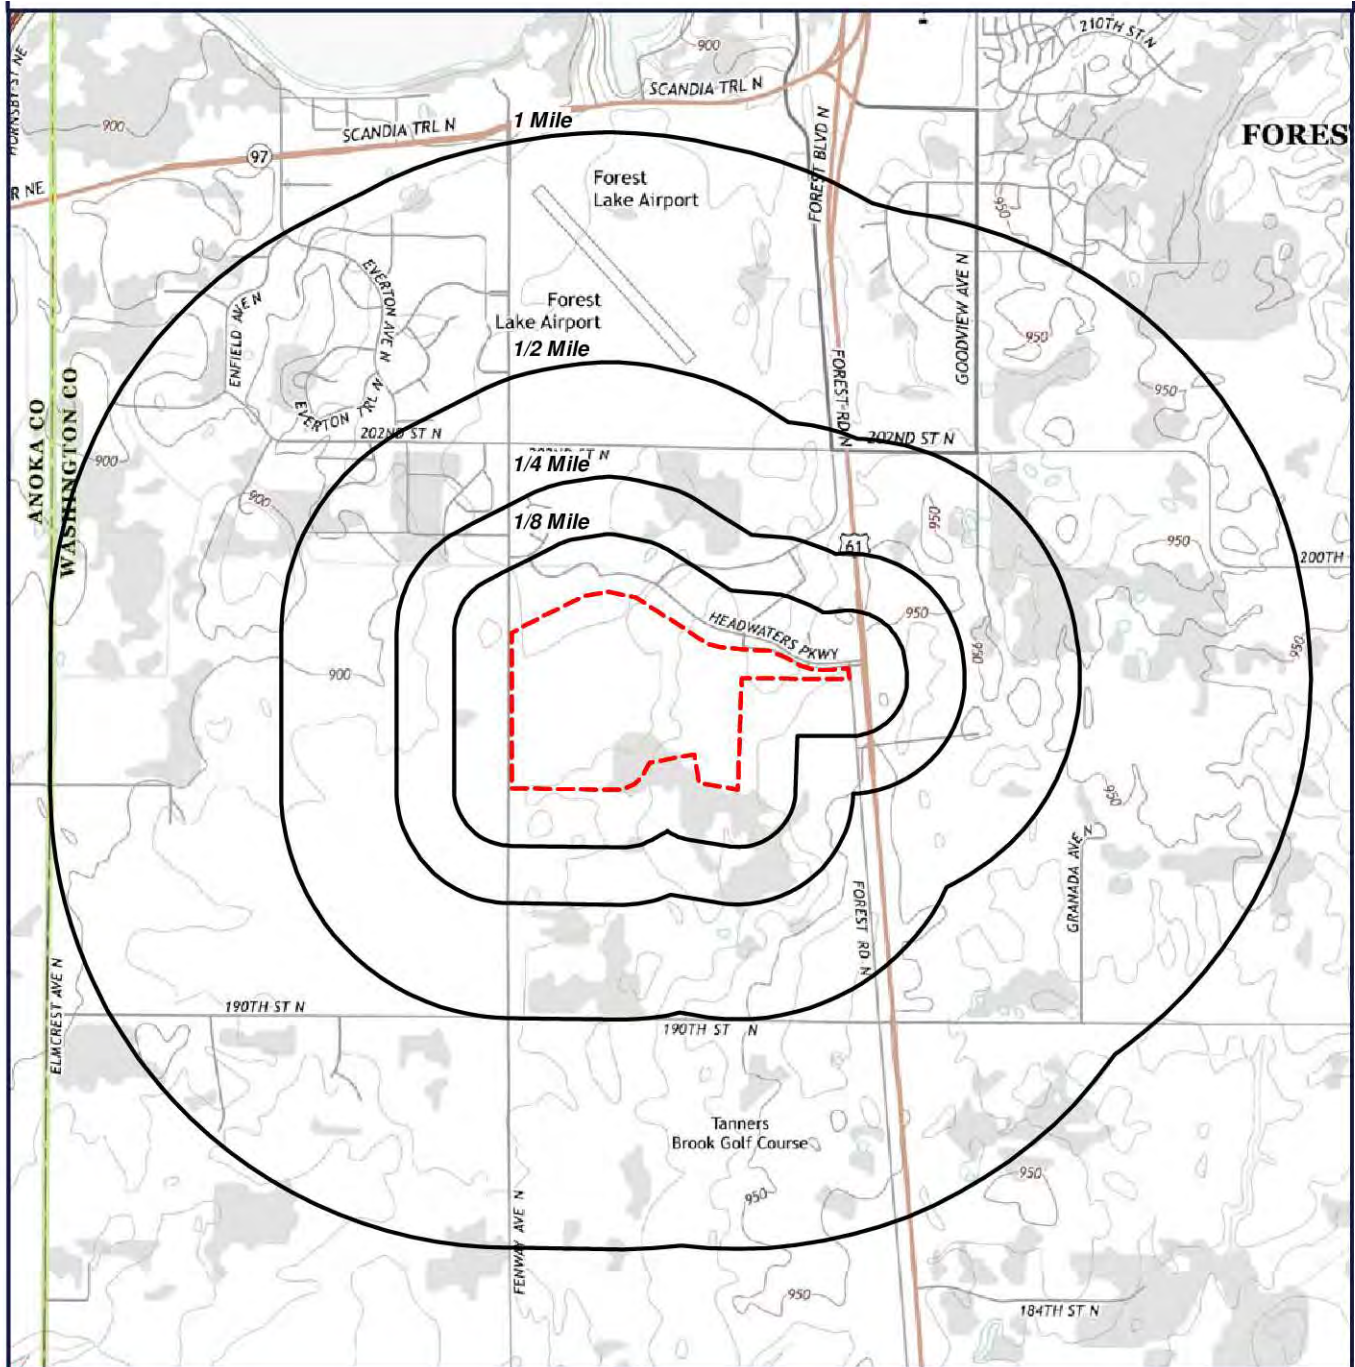 210TH ST N
900
HORNSBY ST NE
SCANDIA TRL N
1 Mile
900
SCANDIA TRL N
FORES
97
FOREST BLVD N
Forest
Lake Airport
R NE
950
EVERTON AVE N
GOODVIEW AVE N
Forest
Lake Airport
ENFIELD AVE N
950
1/2 Mile
FOREST RD N
950
ANOKA CO
WASHINGTON CO
EVERTON TRL N
202ND ST N
202ND ST N
900
1/4 Mile
900
950
1/8 Mile
61
950
200TH
HEADWATERS PKWY
950
950
950
900
950
GRANADA AVE N
FOREST RD N
ELMCREST AVE N
190TH ST N
190TH ST N
Tanners
Brook Golf Course
950
950
FENWAY AVE N
950
184TH ST N